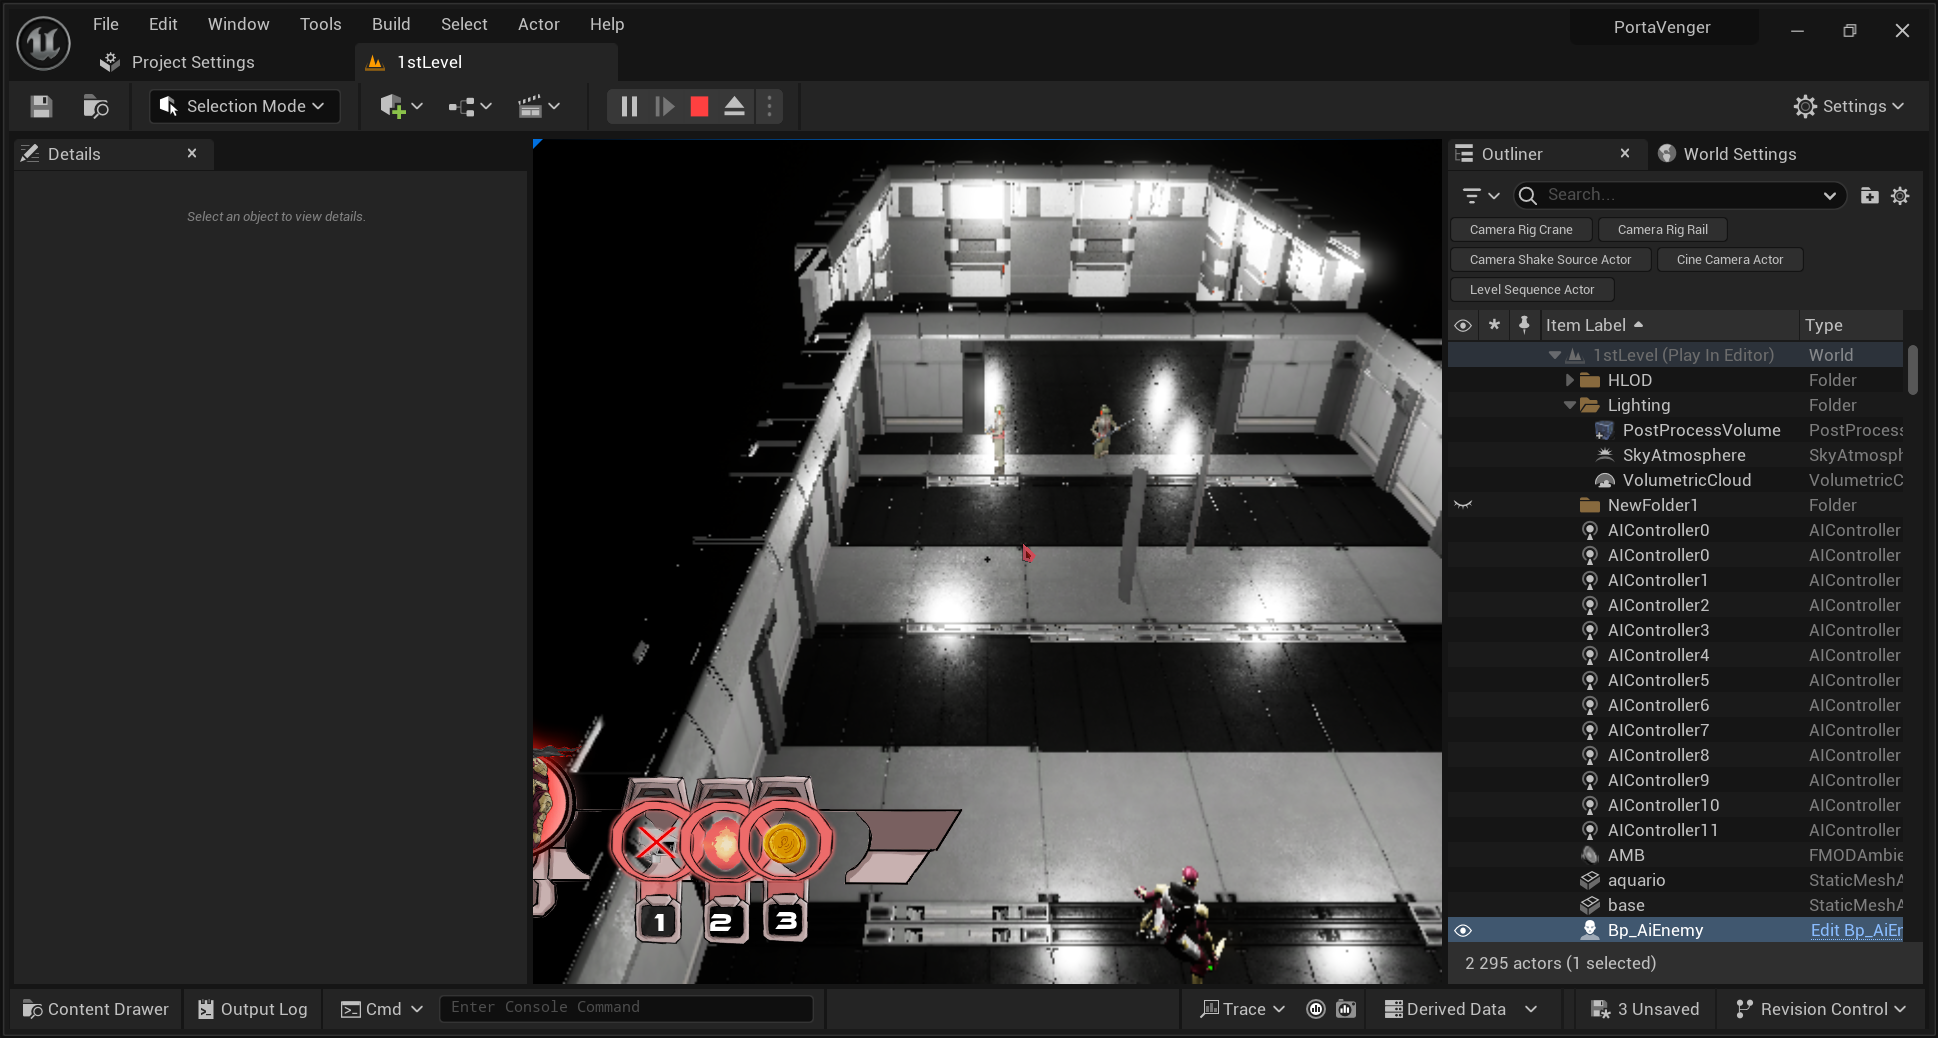 File Edit Window Tools Build Select Actor Help
PortaVenger
Project Settings
1stLevel
Selection Mode
Settings
Details
Outliner
World Settings
Select an object to view details.
Search...
Camera Rig Crane
Camera Rig Rail
Camera Shake Source Actor
Cine Camera Actor
Level Sequence Actor
Item Label Type
1stLevel (Play In Editor) World
HLOD Folder
Lighting Folder
PostProcessVolume PostProcess
SkyAtmosphere SkyAtmosph
VolumetricCloud VolumetricC
NewFolder1 Folder
AIController0 AIController
AIController0 AIController
AIController1 AIController
AIController2 AIController
AIController3 AIController
AIController4 AIController
AIController5 AIController
AIController6 AIController
AIController7 AIController
AIController8 AIController
AIController9 AIController
AIController10 AIController
AIController11 AIController
AMB FMODAmbie
aquario StaticMeshA
base StaticMeshA
Bp_AiEnemy Edit Bp_AiEr
2 295 actors (1 selected)
1 2 3
Content Drawer
Output Log
Cmd
Enter Console Command
Trace
Derived Data
3 Unsaved
Revision Control